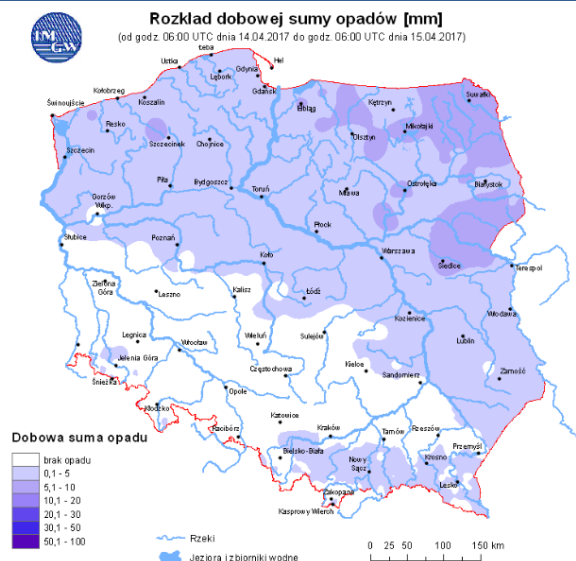 Rozkład dobowej sumy opadów [mm]
(od godz. 06:00 UTC dnia 14.04.2017 do godz. 06:00 UTC dnia 15.04.2017)
IM
GW
Łeba
Ustka
Hel
Gdynia
Lębork
Gdańsk
Kołobrzeg
Koszalin
Świnoujście
Elbląg
Kętrzyn
Suwałki
Resko
Szczecinek
Chojnice
Olsztyn
Mikołajki
Szczecin
Piła
Bydgoszcz
Toruń
Mława
Ostrołęka
Białystok
Gorzów
Wlkp.
Płock
Słubice
Poznań
Koło
Warszawa
Siedlce
Terespol
Zielona
Góra
Leszno
Kalisz
Łódź
Kozienice
Włodawa
Legnica
Wrocław
Wieluń
Sulejów
Lublin
Jelenia Góra
Śnieżka
Częstochowa
Kielce
Sandomierz
Zamość
Kłodzko
Opole
Katowice
Racibórz
Kraków
Tarnów
Rzeszów
Przemyśl
Bielsko-Biała
Nowy
Sącz
Krosno
Lesko
Zakopane
Kasprowy Wierch
Dobowa suma opadu
brak opadu
0,1 - 5
5,1 - 10
10,1 - 20
20,1 - 30
30,1 - 50
50,1 - 100
Rzeki
Jeziora i zbiorniki wodne
0 25 50 100 150 km